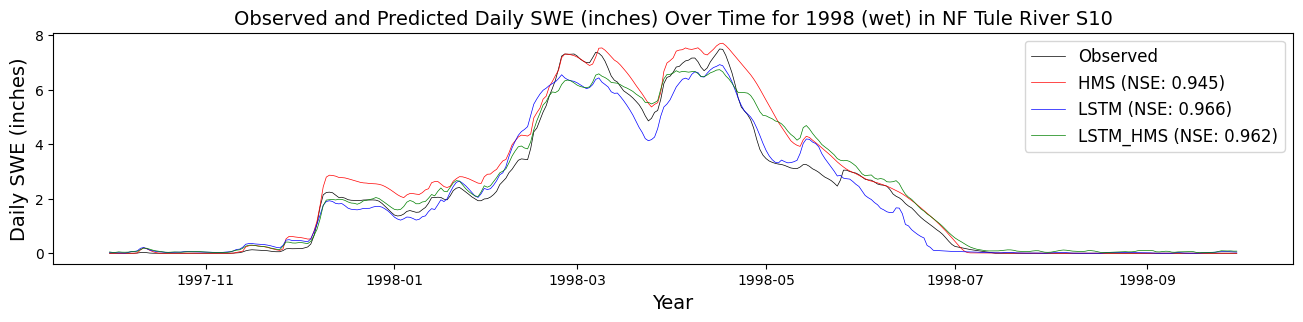 Observed and Predicted Daily SWE (inches) Over Time for 1998 (wet) in NF Tule River S10
Daily SWE (inches)
8
6
4
2
0
Observed
HMS (NSE: 0.945)
LSTM (NSE: 0.966)
LSTM_HMS (NSE: 0.962)
1997-11 1998-01 1998-03 1998-05 1998-07 1998-09
Year